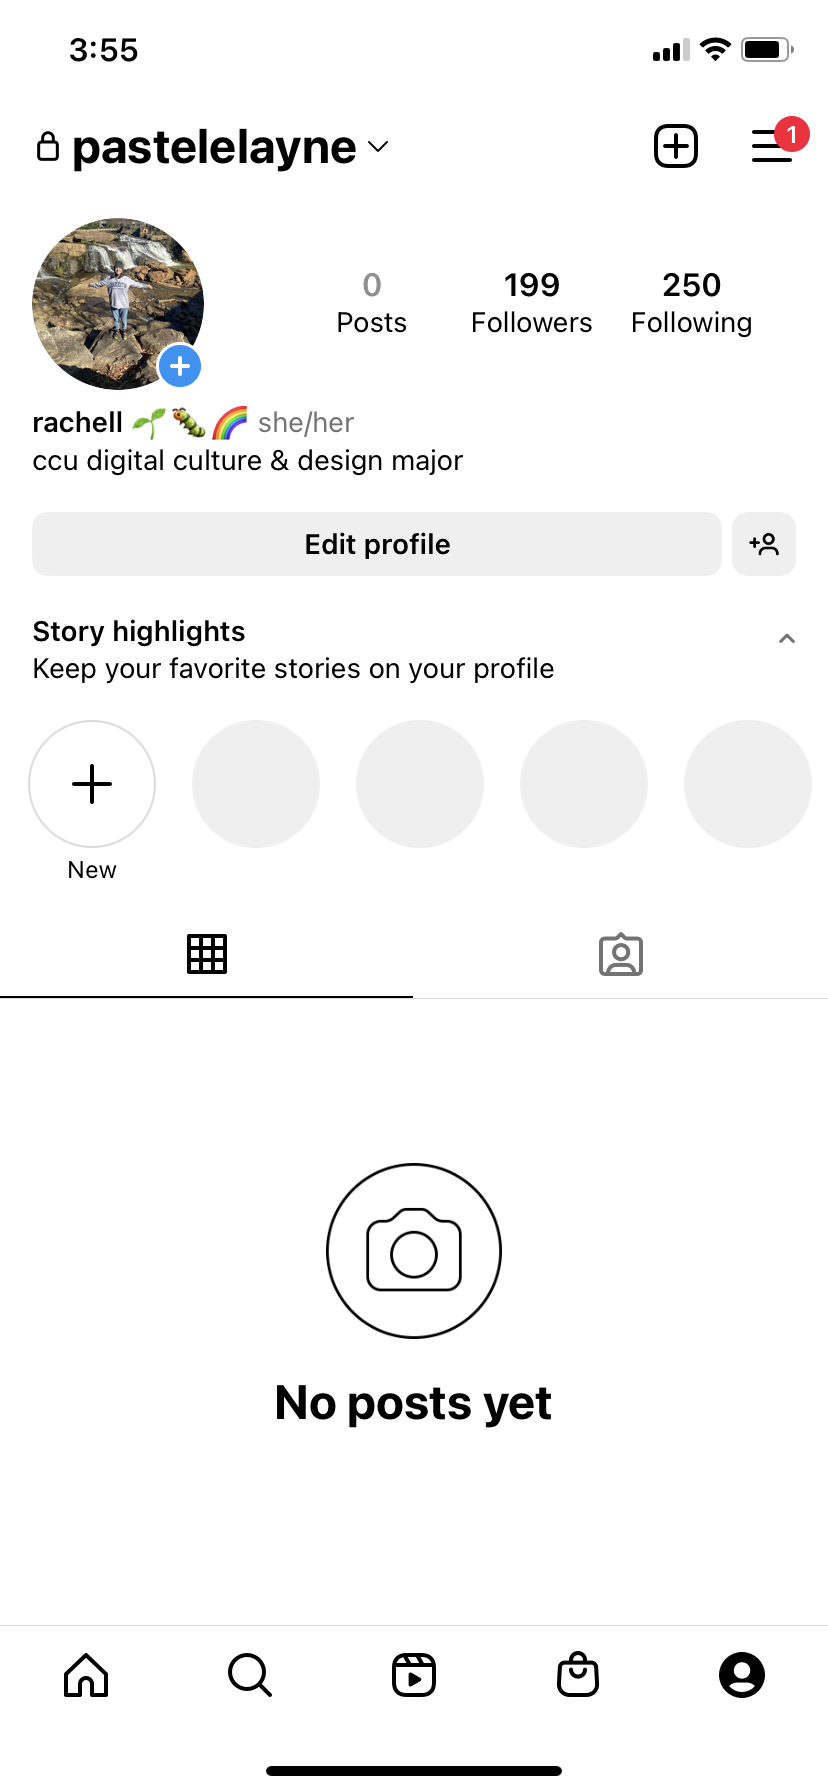 3:55
pastelelayne
1
0 199 250
Posts Followers Following
rachell 🌱🐛🌈 she/her
ccu digital culture & design major
Edit profile
Story highlights
Keep your favorite stories on your profile
New
No posts yet